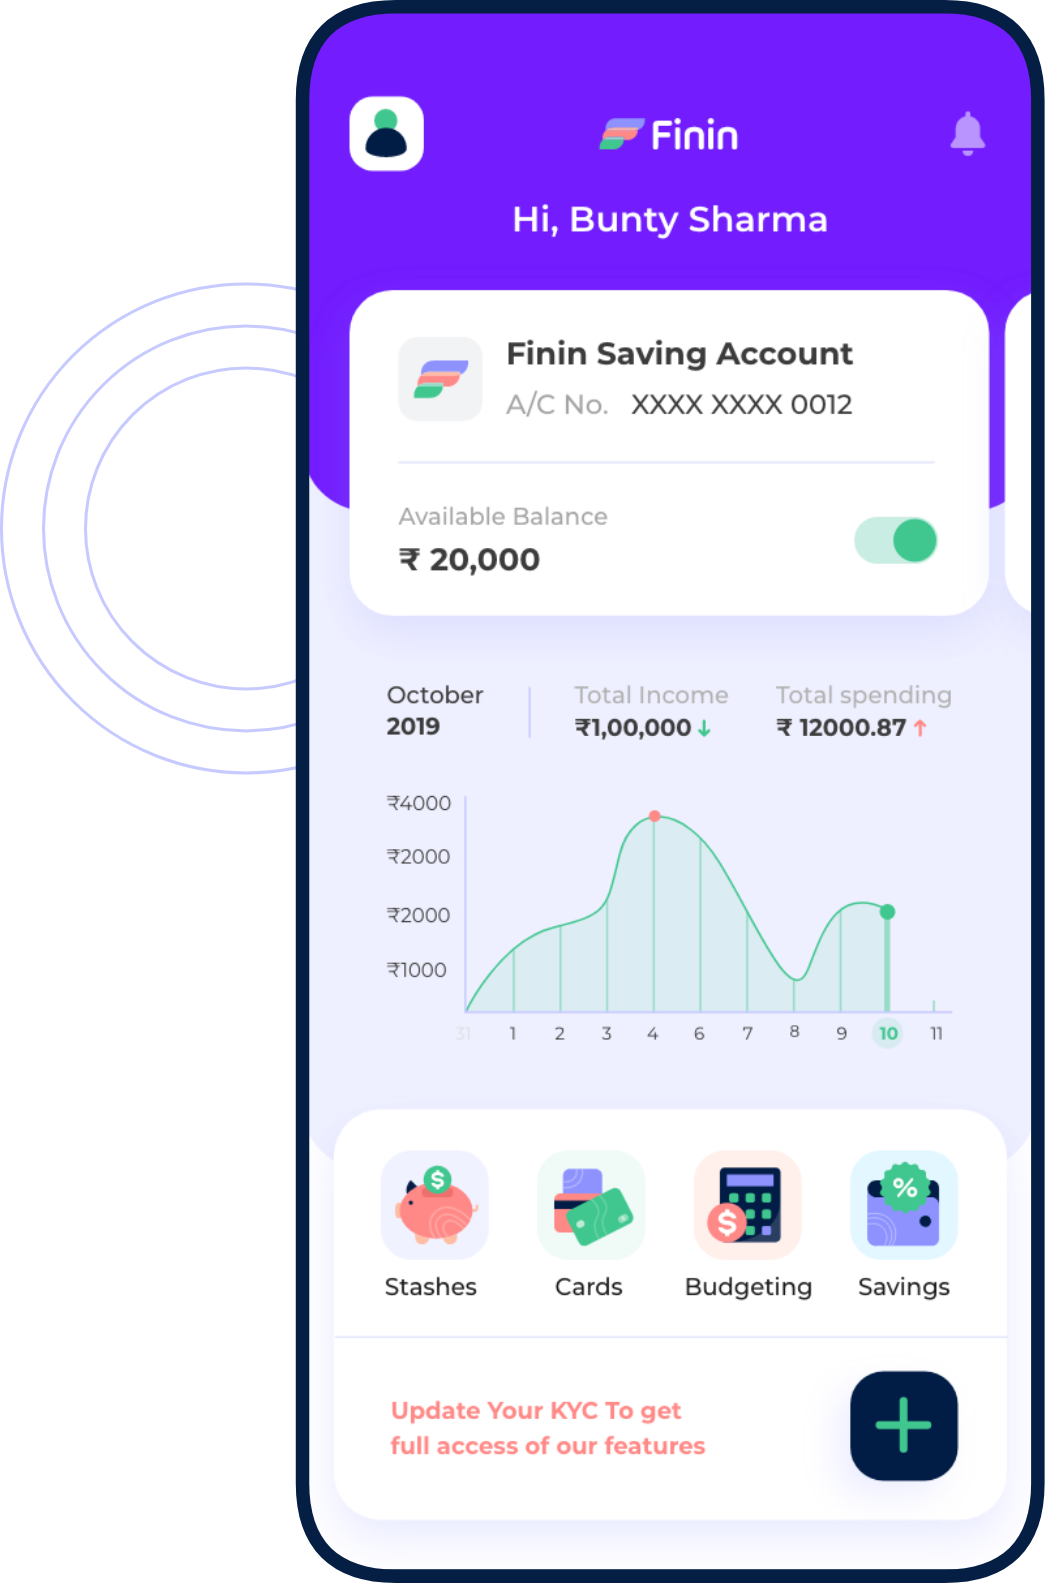 Finin
Hi, Bunty Sharma
Finin Saving Account
A/C No. XXXX XXXX 0012
Available Balance
₹ 20,000
October
2019
Total Income
₹1,00,000
Total spending
₹ 12000.87
₹4000
₹2000
₹2000
₹1000
31 1 2 3 4 6 7 8 9 10 11
$
%
$
Stashes Cards Budgeting Savings
Update Your KYC To get
full access of our features